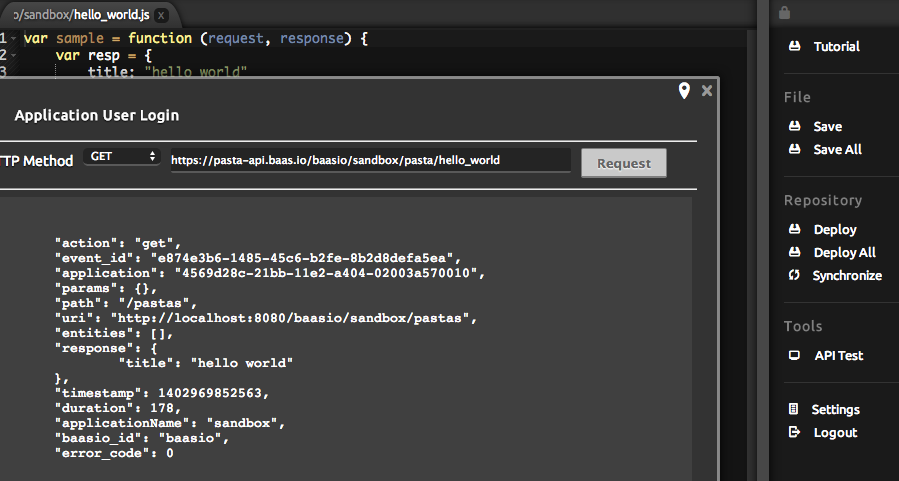 o/sandbox/hello_world.js x
1 var sample = function (request, response) {
2 var resp = {
3 title: "hello world"
Application User Login
TTP Method GET https://pasta-api.baas.io/baasio/sandbox/pasta/hello_world Request
"action": "get",
"event_id": "e874e3b6-1485-45c6-b2fe-8b2d8defa5ea",
"application": "4569d28c-21bb-11e2-a404-02003a570010",
"params": {},
"path": "/pastas",
"uri": "http://localhost:8080/baasio/sandbox/pastas",
"entities": [],
"response": {
"title": "hello world"
},
"timestamp": 1402969852563,
"duration": 178,
"applicationName": "sandbox",
"baasio_id": "baasio",
"error_code": 0
Tutorial
File
Save
Save All
Repository
Deploy
Deploy All
Synchronize
Tools
API Test
Settings
Logout